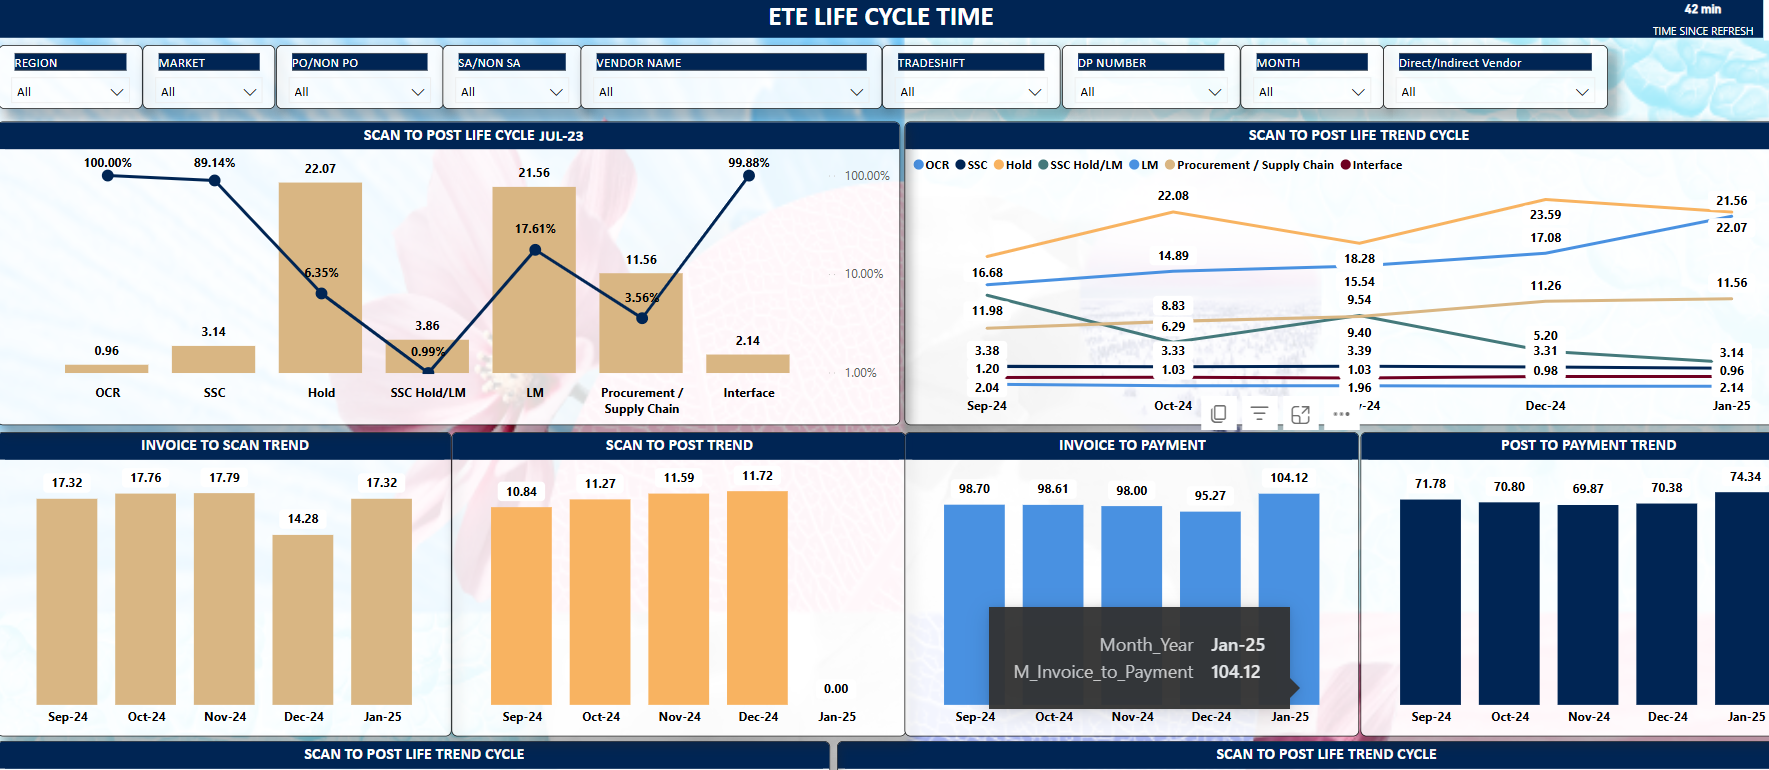 ETE LIFE CYCLE TIME
42 min
TIME SINCE REFRESH
REGION
All
MARKET
All
PO/NON PO
All
SA/NON SA
All
VENDOR NAME
All
TRADESHIFT
All
DP NUMBER
All
MONTH
All
Direct/Indirect Vendor
All
SCAN TO POST LIFE CYCLE JUL-23
100.00% 89.14% 22.07 21.56 99.88%
100.00%
17.61%
11.56
6.35%
10.00%
3.56%
3.86
3.14
0.96
0.99%
2.14
1.00%
OCR SSC Hold SSC Hold/LM LM Procurement / Supply Chain Interface
SCAN TO POST LIFE TREND CYCLE
OCR SSC Hold SSC Hold/LM LM Procurement / Supply Chain Interface
22.08 21.56
23.59
22.07
17.08
14.89
18.28
16.68
15.54
11.26 11.56
9.54
8.83
11.98
6.29
9.40
5.20
3.38 3.33 3.39 3.31 3.14
1.20 1.03 1.03 0.98 0.96
2.04 1.96 2.14
Sep-24 Oct-24 v-24 Dec-24 Jan-25
INVOICE TO SCAN TREND
17.32 17.76 17.79 14.28 17.32
Sep-24 Oct-24 Nov-24 Dec-24 Jan-25
SCAN TO POST TREND
10.84 11.27 11.59 11.72 0.00
Sep-24 Oct-24 Nov-24 Dec-24 Jan-25
INVOICE TO PAYMENT
98.70 98.61 98.00 95.27 104.12
Month_Year Jan-25
M_Invoice_to_Payment 104.12
Sep-24 Oct-24 Nov-24 Dec-24 Jan-25
POST TO PAYMENT TREND
71.78 70.80 69.87 70.38 74.34
Sep-24 Oct-24 Nov-24 Dec-24 Jan-25
SCAN TO POST LIFE TREND CYCLE
SCAN TO POST LIFE TREND CYCLE